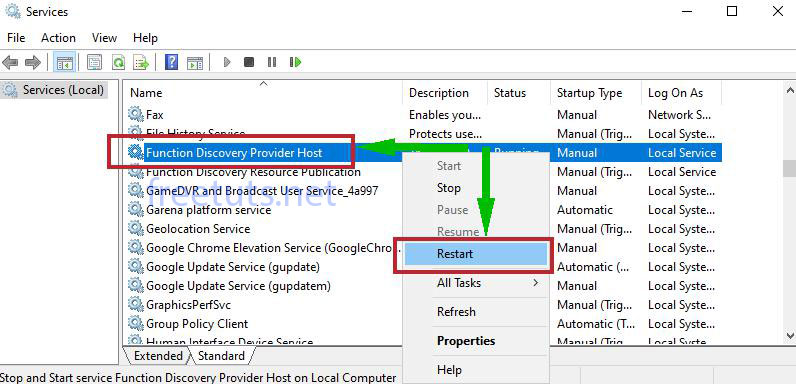 Services
File Action View Help
Services (Local)
Name Description Status Startup Type Log On As
Fax Enables you... Manual Network S...
File History Service Protects use... Manual (Trig... Local Syste...
Function Discovery Provider Host Running Manual Local Service
Function Discovery Resource Publication Manual (Trig... Local Service
GameDVR and Broadcast User Service_4a997 Manual Local Syste...
Garena platform service Automatic Local Syste...
Geolocation Service Manual (Trig... Local Syste...
Google Chrome Elevation Service (GoogleChro... Manual Local Syste...
Google Update Service (gupdate) Automatic (... Local Syste...
Google Update Service (gupdatem) Manual Local Syste...
GraphicsPerfSvc Manual (Trig... Local Syste...
Group Policy Client Automatic (T... Local Syste...
Human Interface Device Service Manual (Trig... Local Syste...
freetuts.net
Start
Stop
Pause
Resume
Restart
All Tasks
Refresh
Properties
Help
Extended Standard
Stop and Start service Function Discovery Provider Host on Local Computer